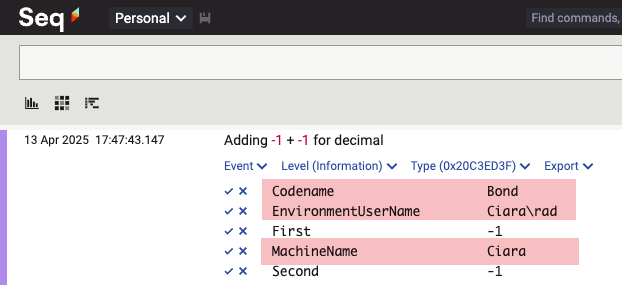 Seq Personal Find commands,
13 Apr 2025 17:47:43.147 Adding -1 + -1 for decimal
Event Level (Information) Type (0x20C3ED3F) Export
Codename Bond
EnvironmentUserName Ciara\rad
First -1
MachineName Ciara
Second -1